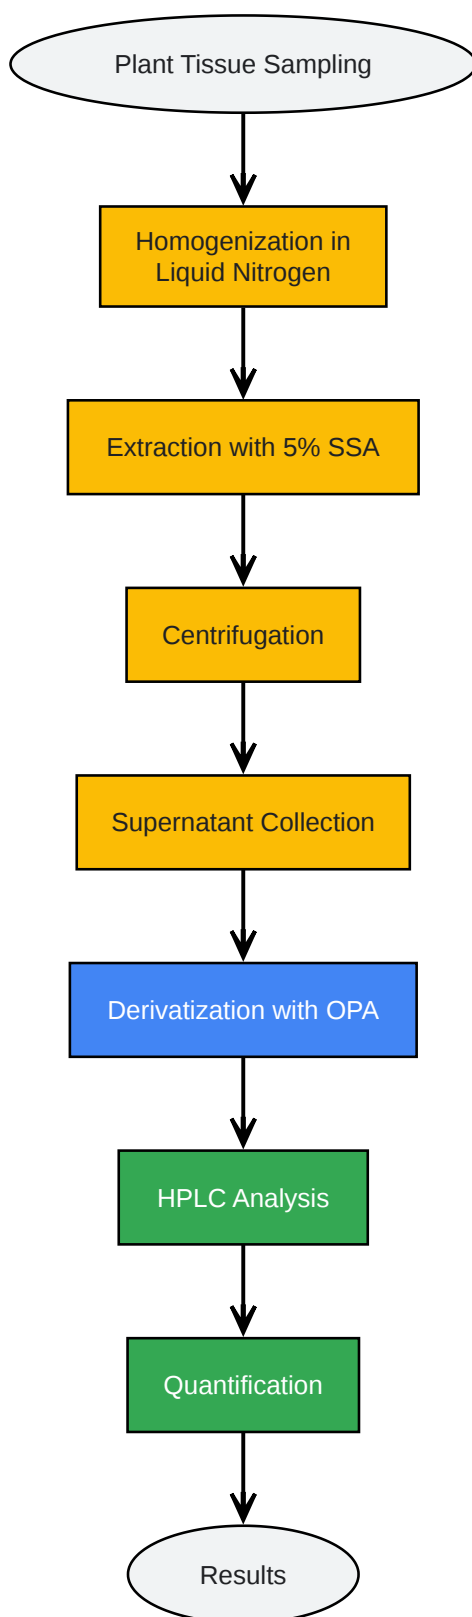 Plant Tissue Sampling
Homogenization in
Liquid Nitrogen
Extraction with 5% SSA
Centrifugation
Supernatant Collection
Derivatization with OPA
HPLC Analysis
Quantification
Results